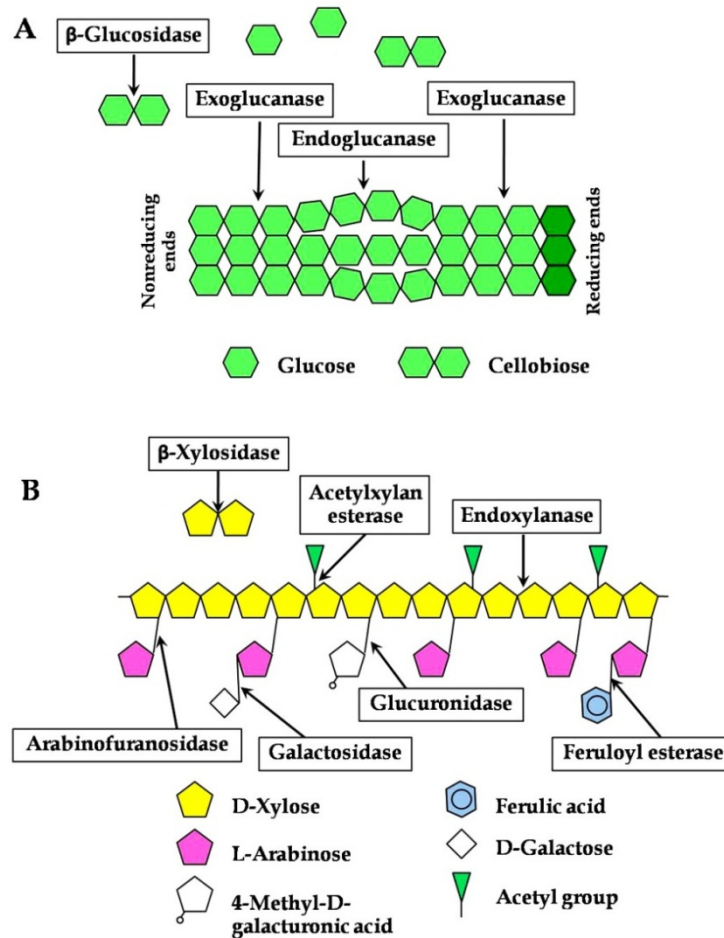 A
β-Glucosidase
Exoglucanase
Exoglucanase
Endoglucanase
Nonreducing
ends
Reducing ends
Glucose
Cellobiose
B
β-Xylosidase
Acetylxylan
esterase
Endoxylanase
Glucuronidase
Arabinofuranosidase
Galactosidase
Feruloyl esterase
D-Xylose
Ferulic acid
L-Arabinose
D-Galactose
4-Methyl-D-
galacturonic acid
Acetyl group